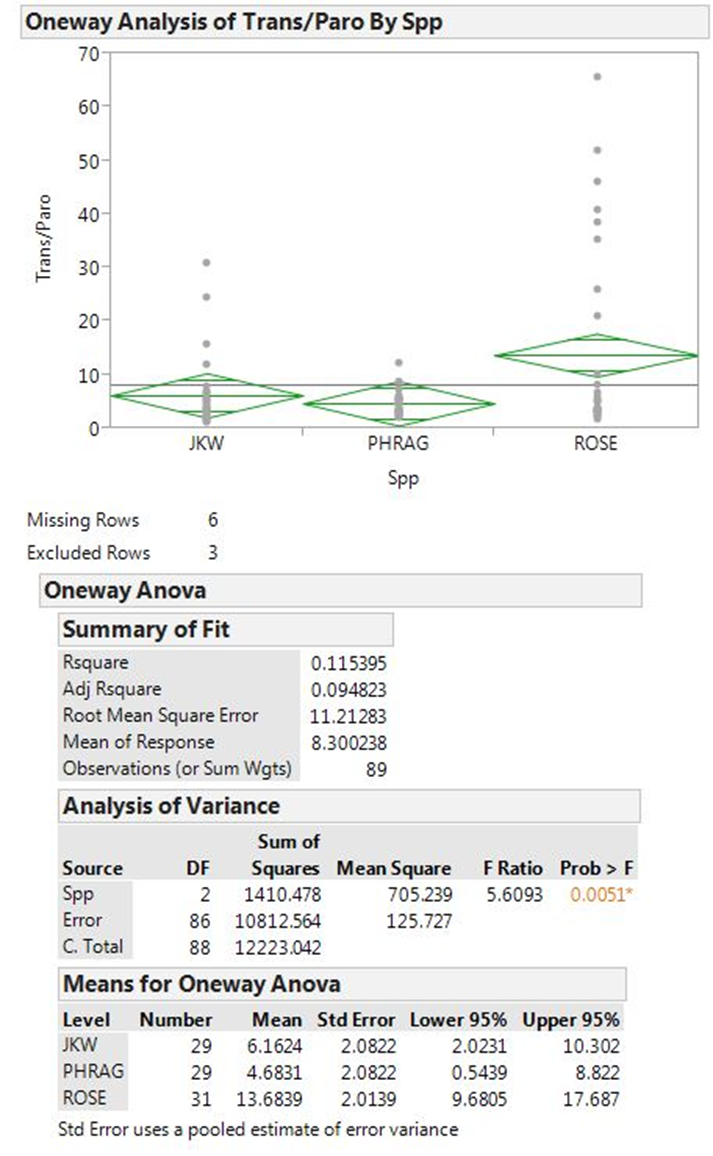 Oneway Analysis of Trans/Paro By Spp
70
60
50
40
30
20
10
0
Trans/Paro
JKW PHRAG ROSE
Spp
Missing Rows 6
Excluded Rows 3
Oneway Anova
Summary of Fit
Rsquare 0.115395
Adj Rsquare 0.094823
Root Mean Square Error 11.21283
Mean of Response 8.300238
Observations (or Sum Wgts) 89
Analysis of Variance
Sum of
Source DF Squares Mean Square F Ratio Prob > F
Spp 2 1410.478 705.239 5.6093 0.0051*
Error 86 10812.564 125.727
C. Total 88 12223.042
Means for Oneway Anova
Level Number Mean Std Error Lower 95% Upper 95%
JKW 29 6.1624 2.0822 2.0231 10.302
PHRAG 29 4.6831 2.0822 0.5439 8.822
ROSE 31 13.6839 2.0139 9.6805 17.687
Std Error uses a pooled estimate of error variance